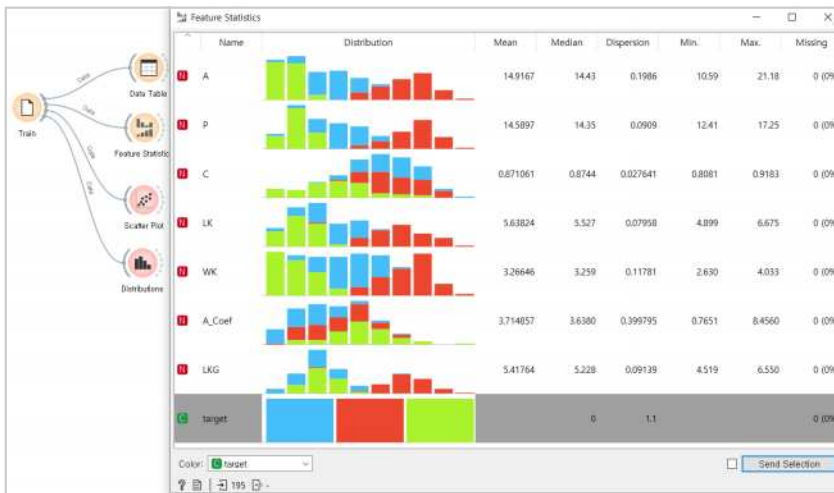 Feature Statistics
Name Distribution Mean Median Dispersion Min. Max. Missing
Train
Data
Data Table
Data
Feature Statistic
Data
Scatter Plot
Data
Distributions
N A 14.9167 14.43 0.1986 10.59 21.18 0 (0%
N P 14.5897 14.35 0.0909 12.41 17.25 0 (0%
N C 0.871061 0.8744 0.027641 0.8081 0.9183 0 (0%
N LK 5.63824 5.527 0.07958 4.899 6.675 0 (0%
N WK 3.26646 3.259 0.11781 2.630 4.033 0 (0%
N A_Coef 3.714857 3.6380 0.399795 0.7651 8.4560 0 (0%
N LKG 5.41764 5.228 0.09139 4.519 6.550 0 (0%
C target 0 1.1 0 (0%
Color: C target
Send Selection
? 195 -